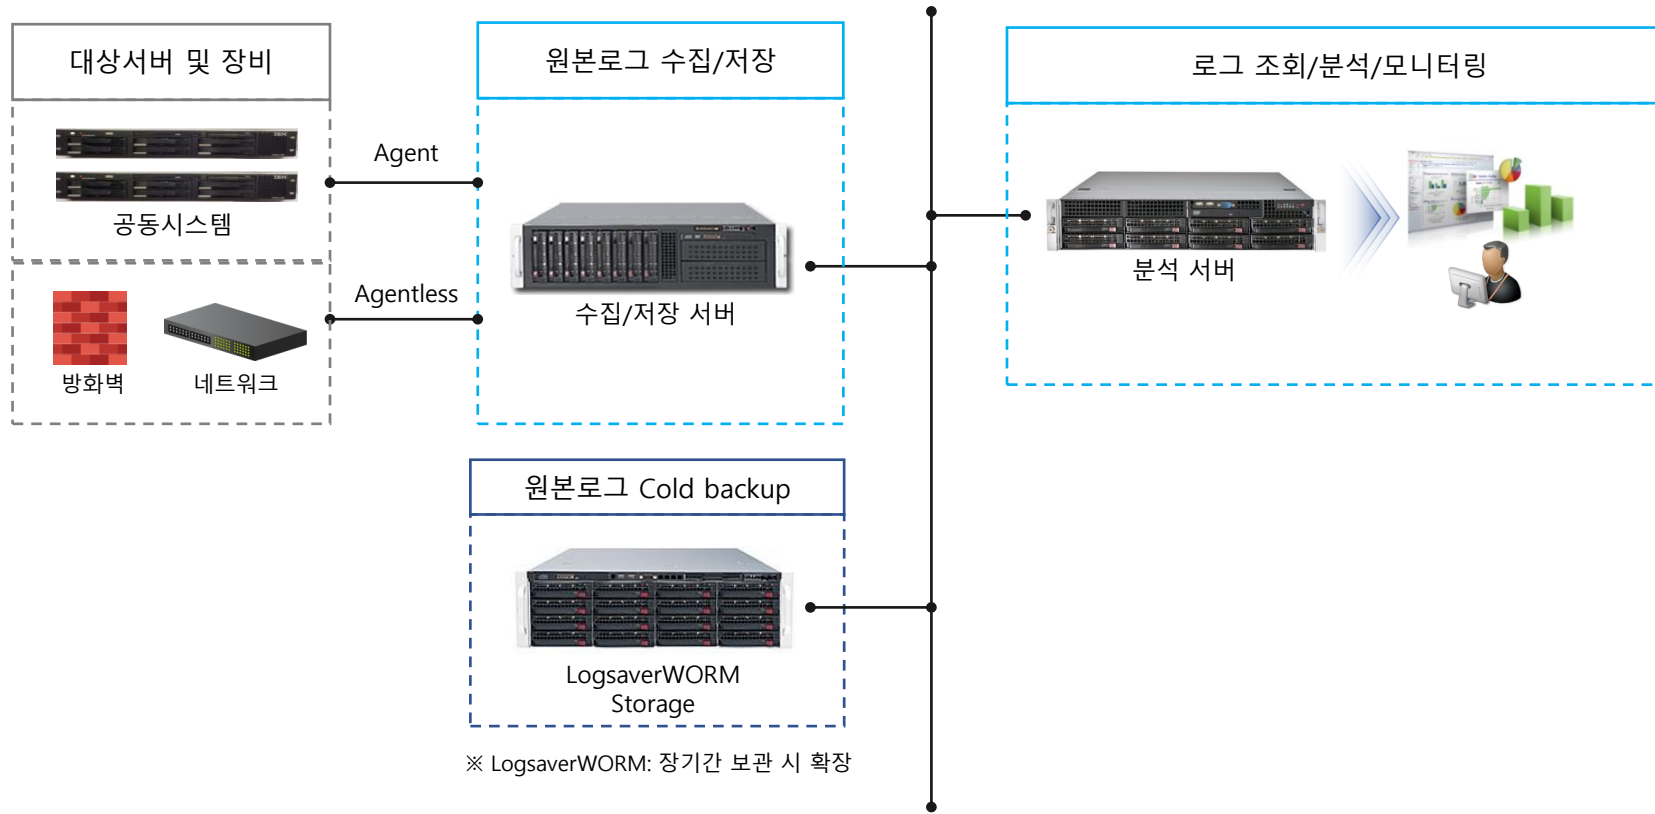 대상서버 및 장비
공동시스템
방화벽
네트워크
Agent
Agentless
원본로그 수집/저장
수집/저장 서버
원본로그 Cold backup
LogsaverWORM
Storage
※ LogsaverWORM: 장기간 보관 시 확장
로그 조회/분석/모니터링
분석 서버